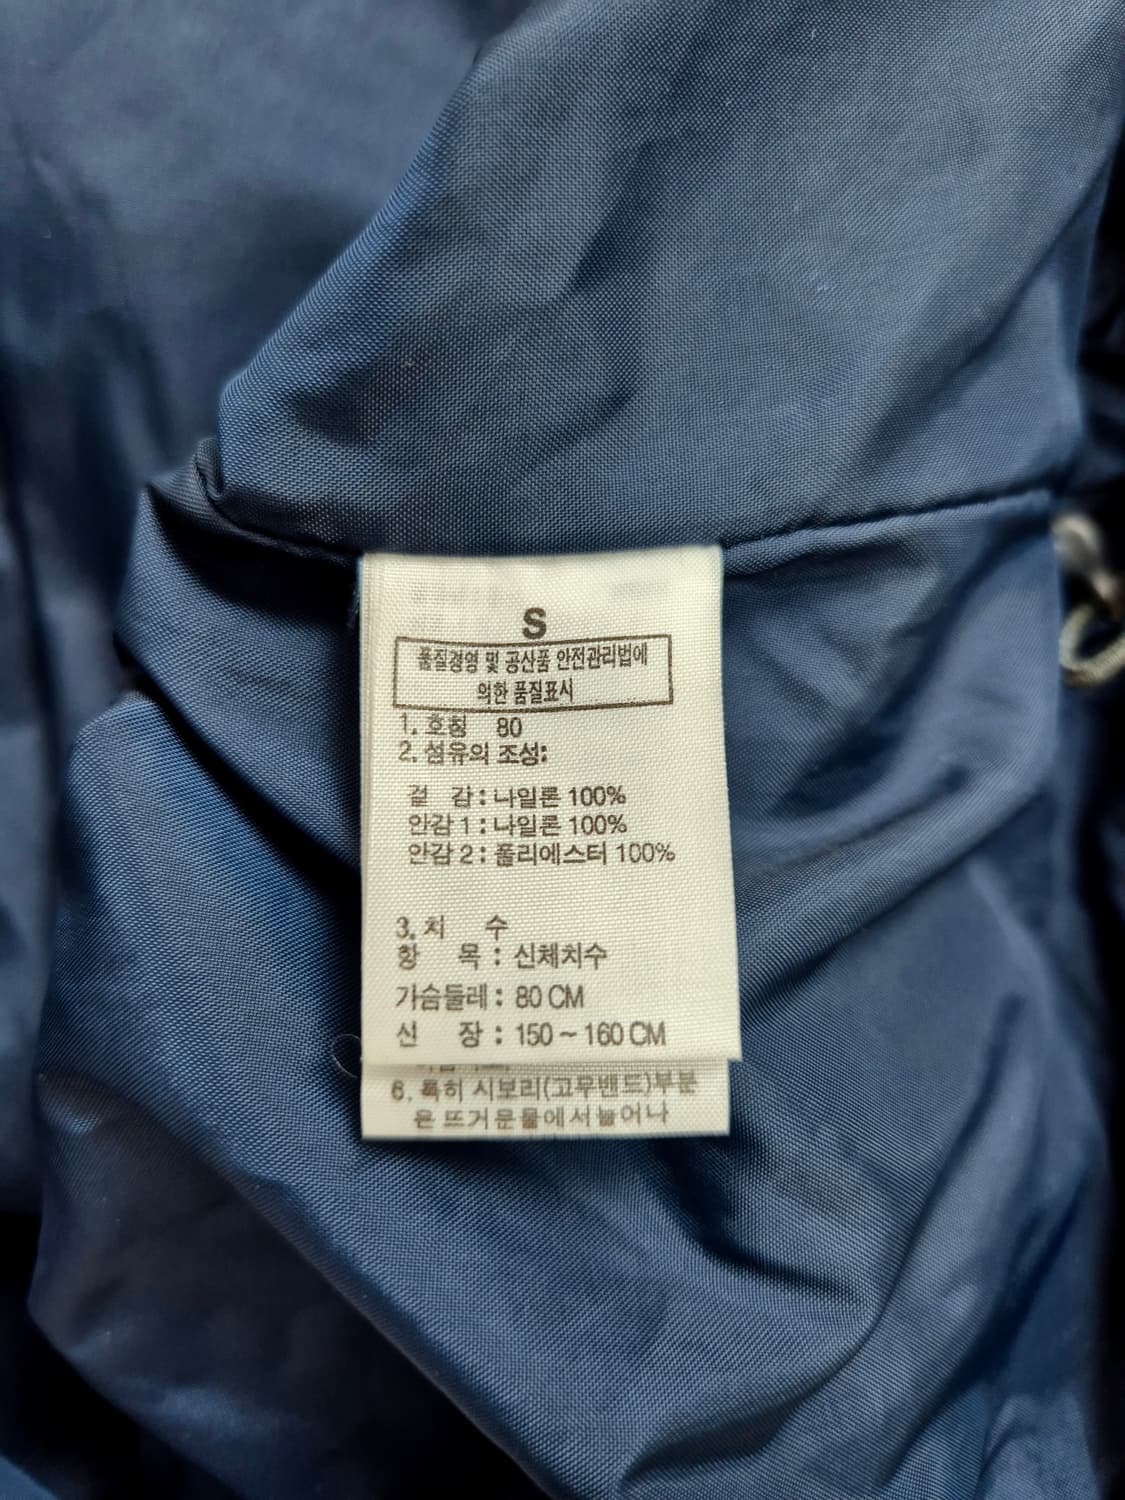 S
품질경영 및 공산품 안전관리법에
의한 품질표시
1. 호칭 80
2. 섬유의 조성:
겉 감 : 나일론 100%
안감 1 : 나일론 100%
안감 2 : 폴리에스터 100%
3. 치 수
항 목 : 신체치수
가슴둘레 : 80 CM
신 장 : 150 ~ 160 CM
6. 특히 시보리(고무밴드)부분
은 뜨거운물에서늘어나